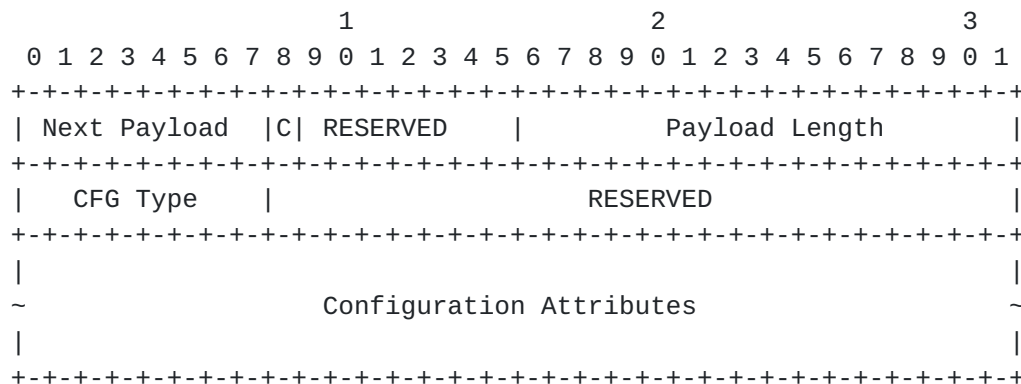 1                   2                   3
 0 1 2 3 4 5 6 7 8 9 0 1 2 3 4 5 6 7 8 9 0 1 2 3 4 5 6 7 8 9 0 1
+-+-+-+-+-+-+-+-+-+-+-+-+-+-+-+-+-+-+-+-+-+-+-+-+-+-+-+-+-+-+-+-+
| Next Payload  |C| RESERVED    |         Payload Length        |
+-+-+-+-+-+-+-+-+-+-+-+-+-+-+-+-+-+-+-+-+-+-+-+-+-+-+-+-+-+-+-+-+
|   CFG Type    |                    RESERVED                   |
+-+-+-+-+-+-+-+-+-+-+-+-+-+-+-+-+-+-+-+-+-+-+-+-+-+-+-+-+-+-+-+-+
|                                                               |
~                   Configuration Attributes                    ~
|                                                               |
+-+-+-+-+-+-+-+-+-+-+-+-+-+-+-+-+-+-+-+-+-+-+-+-+-+-+-+-+-+-+-+-+